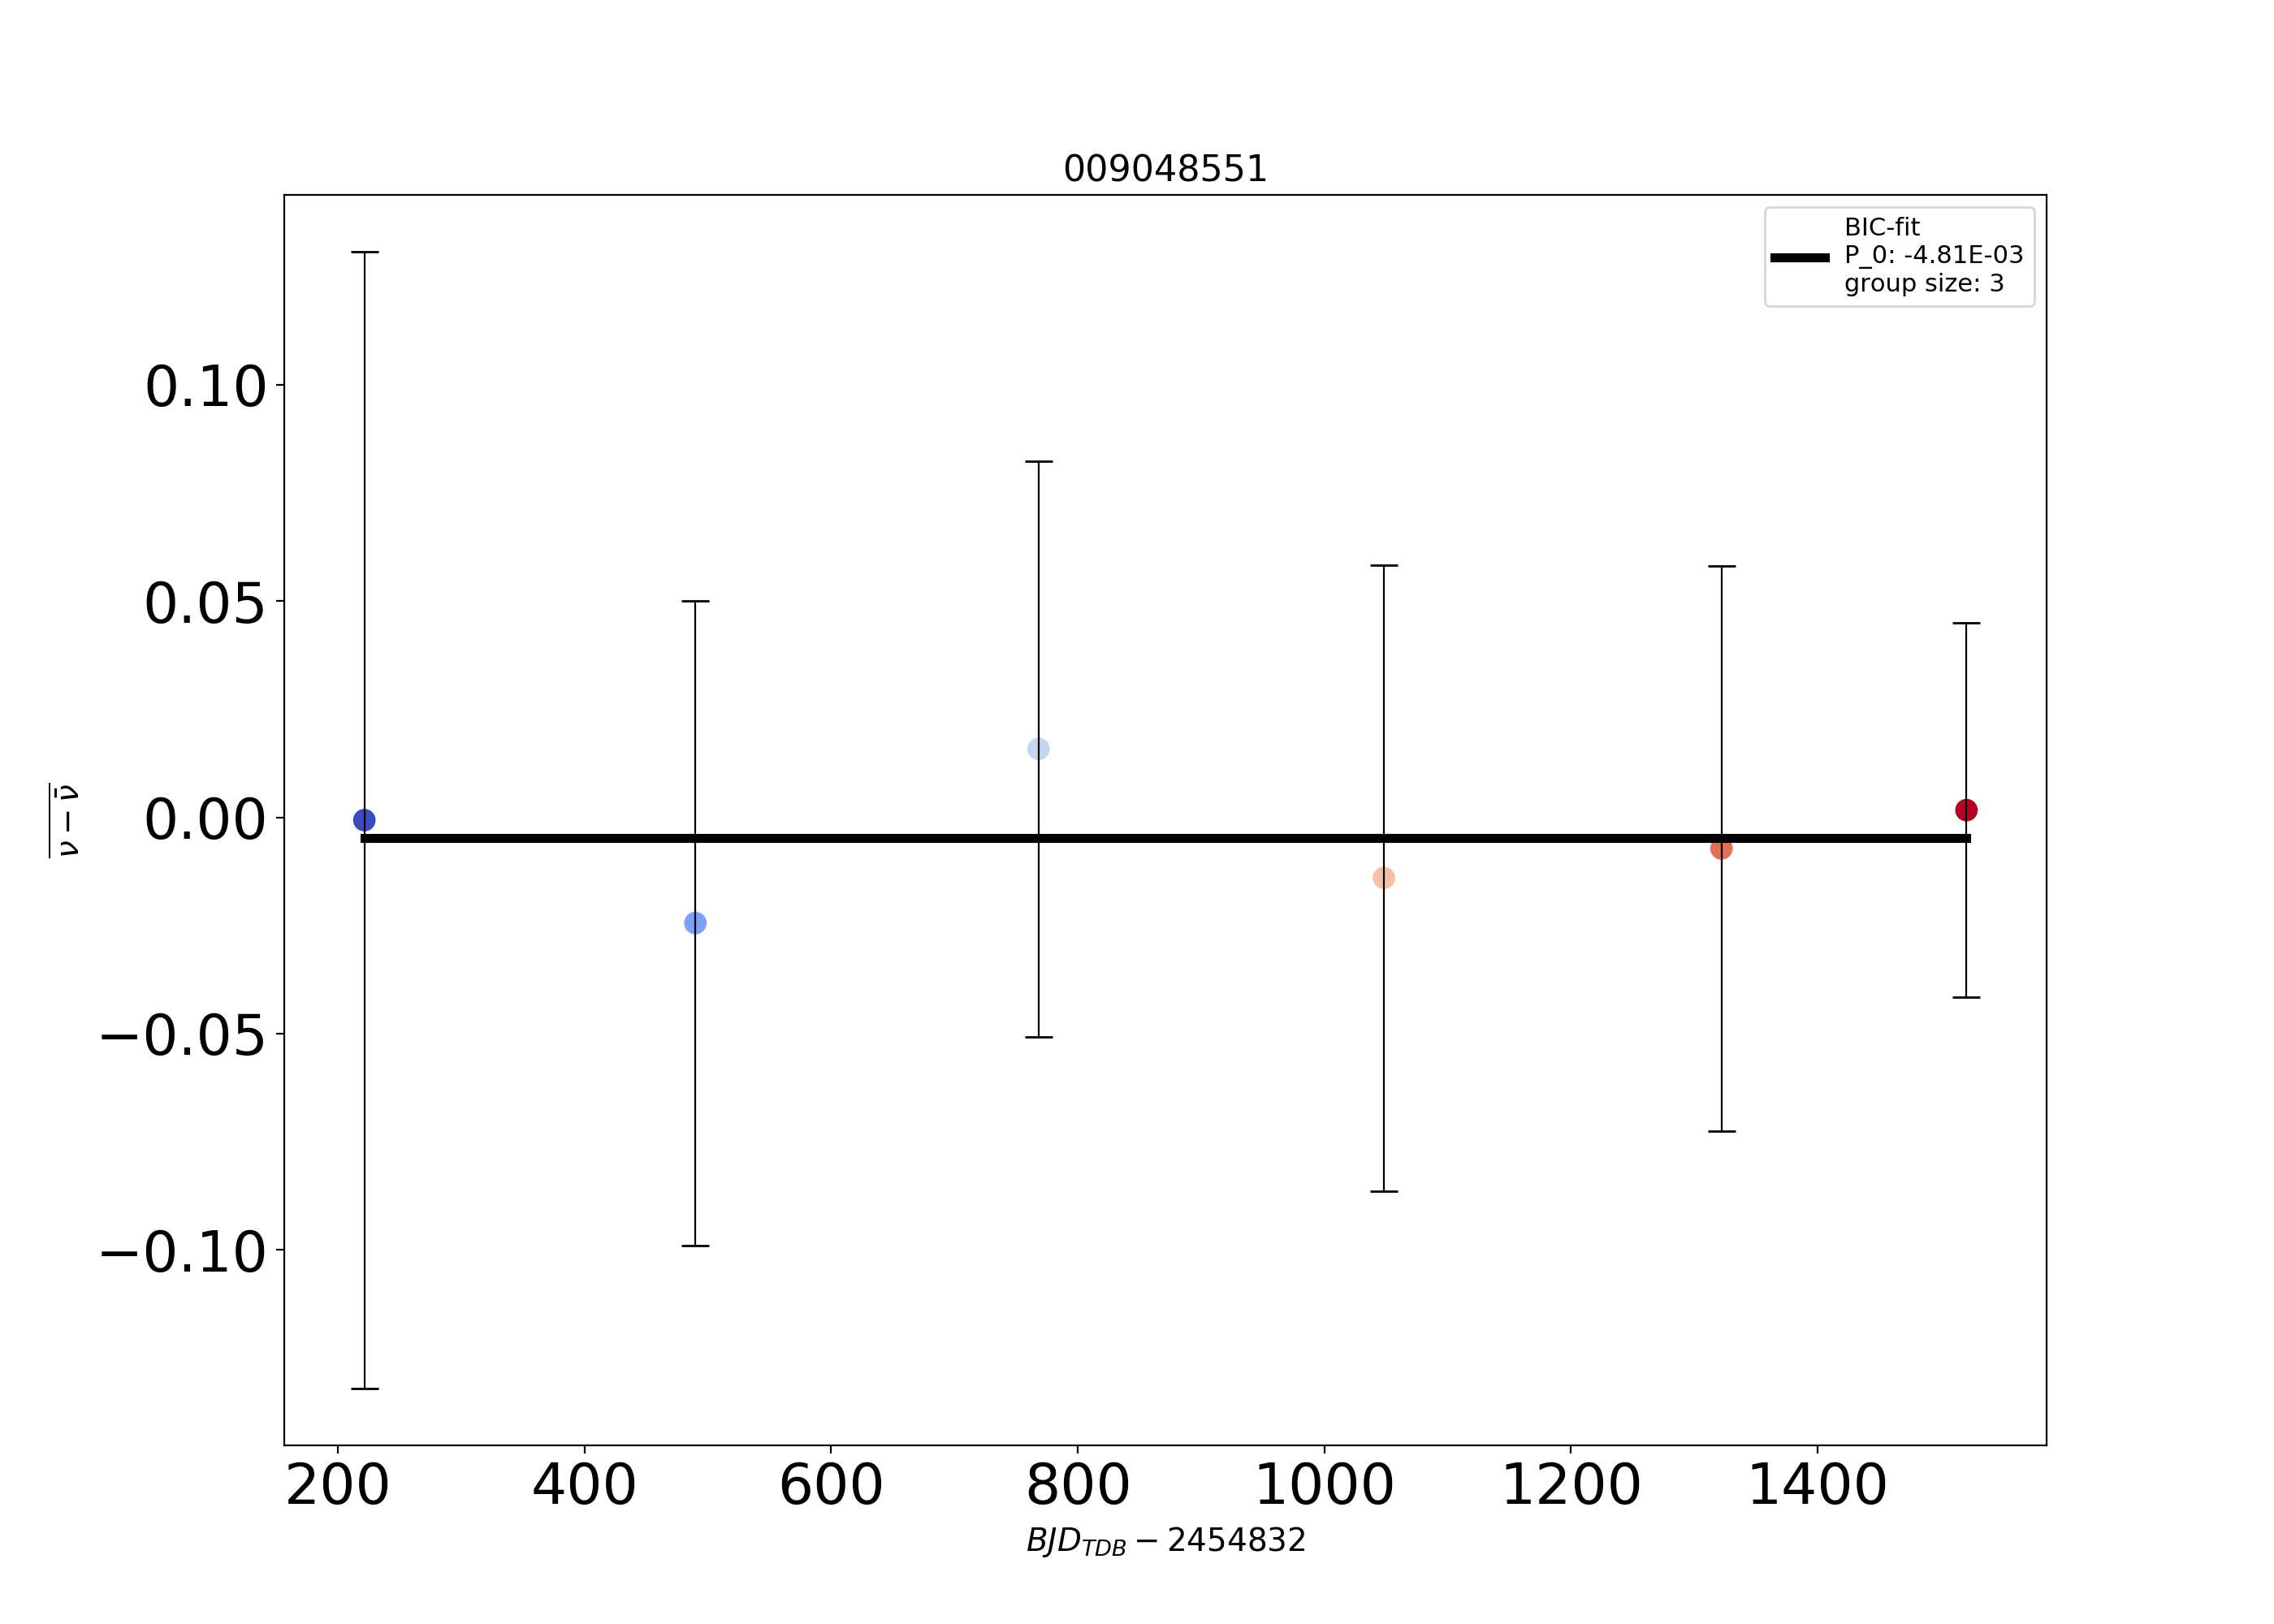 009048551
BIC-fit
P_0: -4.81E-03
group size: 3
0.10
0.05
0.00
−0.05
−0.10
ν − ν̄
200 400 600 800 1000 1200 1400
BJD_TDB − 2454832